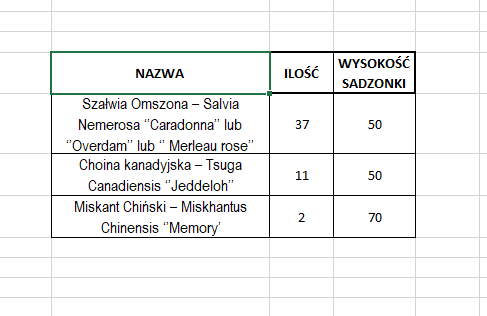 NAZWA
ILOŚĆ
WYSOKOŚĆ
SADZONKI
Szałwia Omszona – Salvia
Nemerosa ‘’Caradonna’’ lub
‘’Overdam’’ lub ‘’ Merleau rose’’
37
50
Choina kanadyjska – Tsuga
Canadiensis ‘’Jeddeloh’’
11
50
Miskant Chiński – Miskhantus
Chinensis ‘’Memory’
2
70